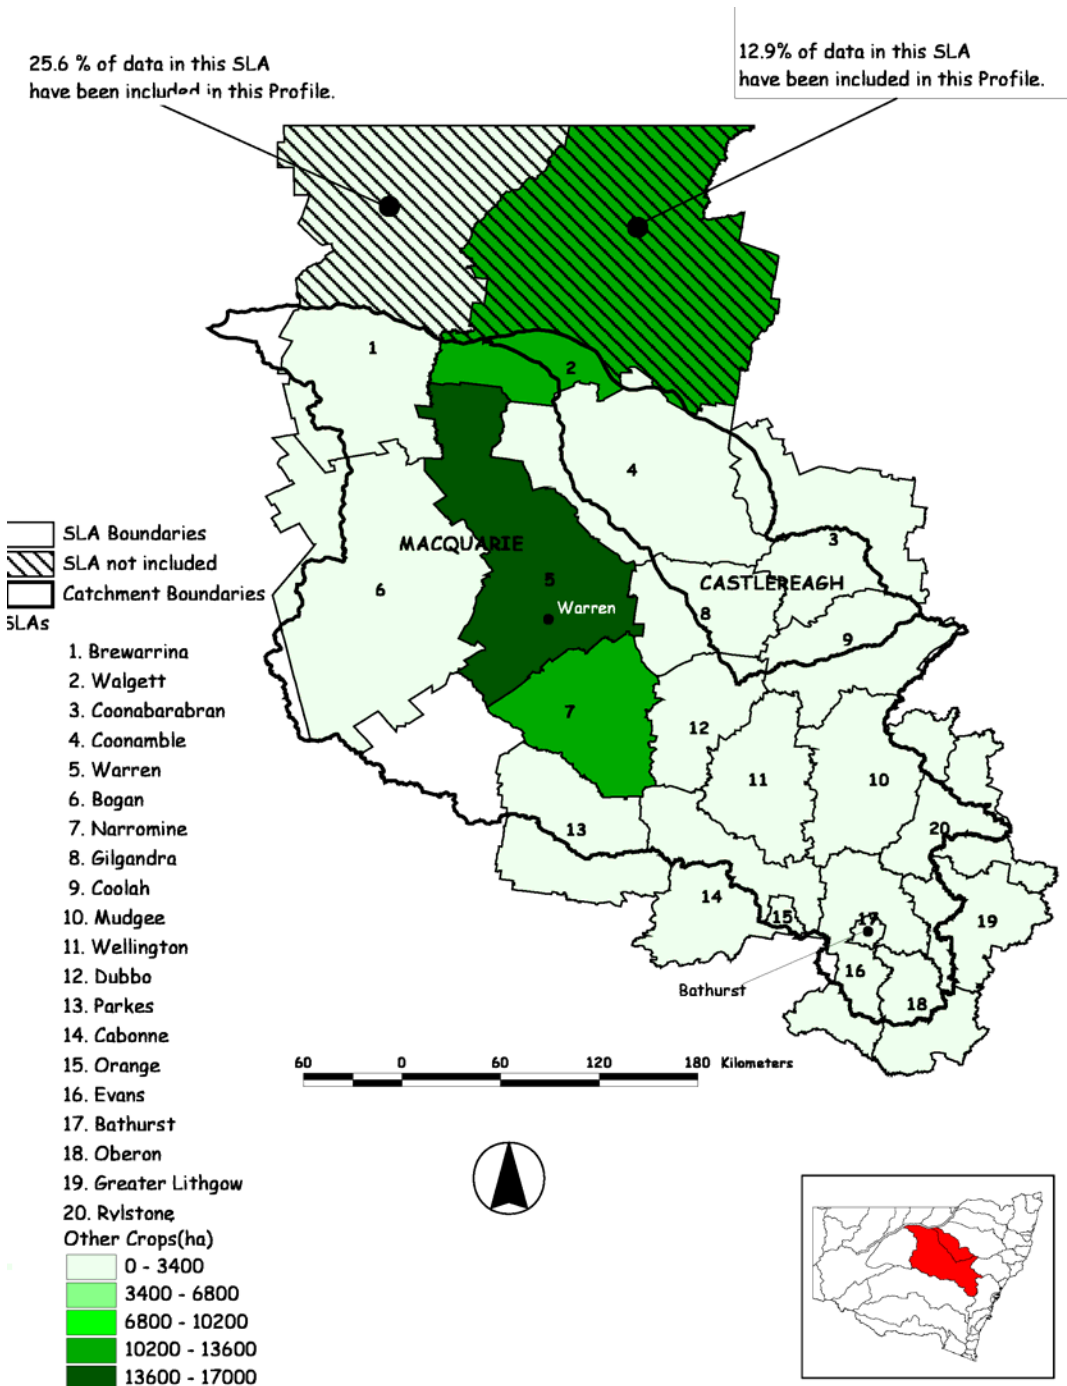 25.6 % of data in this SLA
have been included in this Profile.
12.9% of data in this SLA
have been included in this Profile.
1
2
4
3
MACQUARIE
CASTLEREAGH
5
6
Warren
8
9
7
12
11
10
13
20
14
15
17
19
16
18
Bathurst
SLA Boundaries
SLA not included
Catchment Boundaries
SLAs
1. Brewarrina
2. Walgett
3. Coonabarabran
4. Coonamble
5. Warren
6. Bogan
7. Narromine
8. Gilgandra
9. Coolah
10. Mudgee
11. Wellington
12. Dubbo
13. Parkes
14. Cabonne
15. Orange
16. Evans
17. Bathurst
18. Oberon
19. Greater Lithgow
20. Rylstone
60 0 60 120 180 Kilometers
Other Crops(ha)
0 - 3400
3400 - 6800
6800 - 10200
10200 - 13600
13600 - 17000